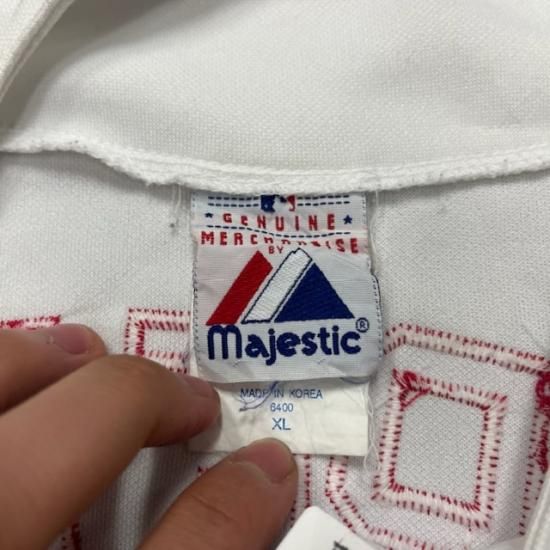 GENUINE
MERCHANDISE
BY
Majestic®
MADE IN KOREA
6400
XL